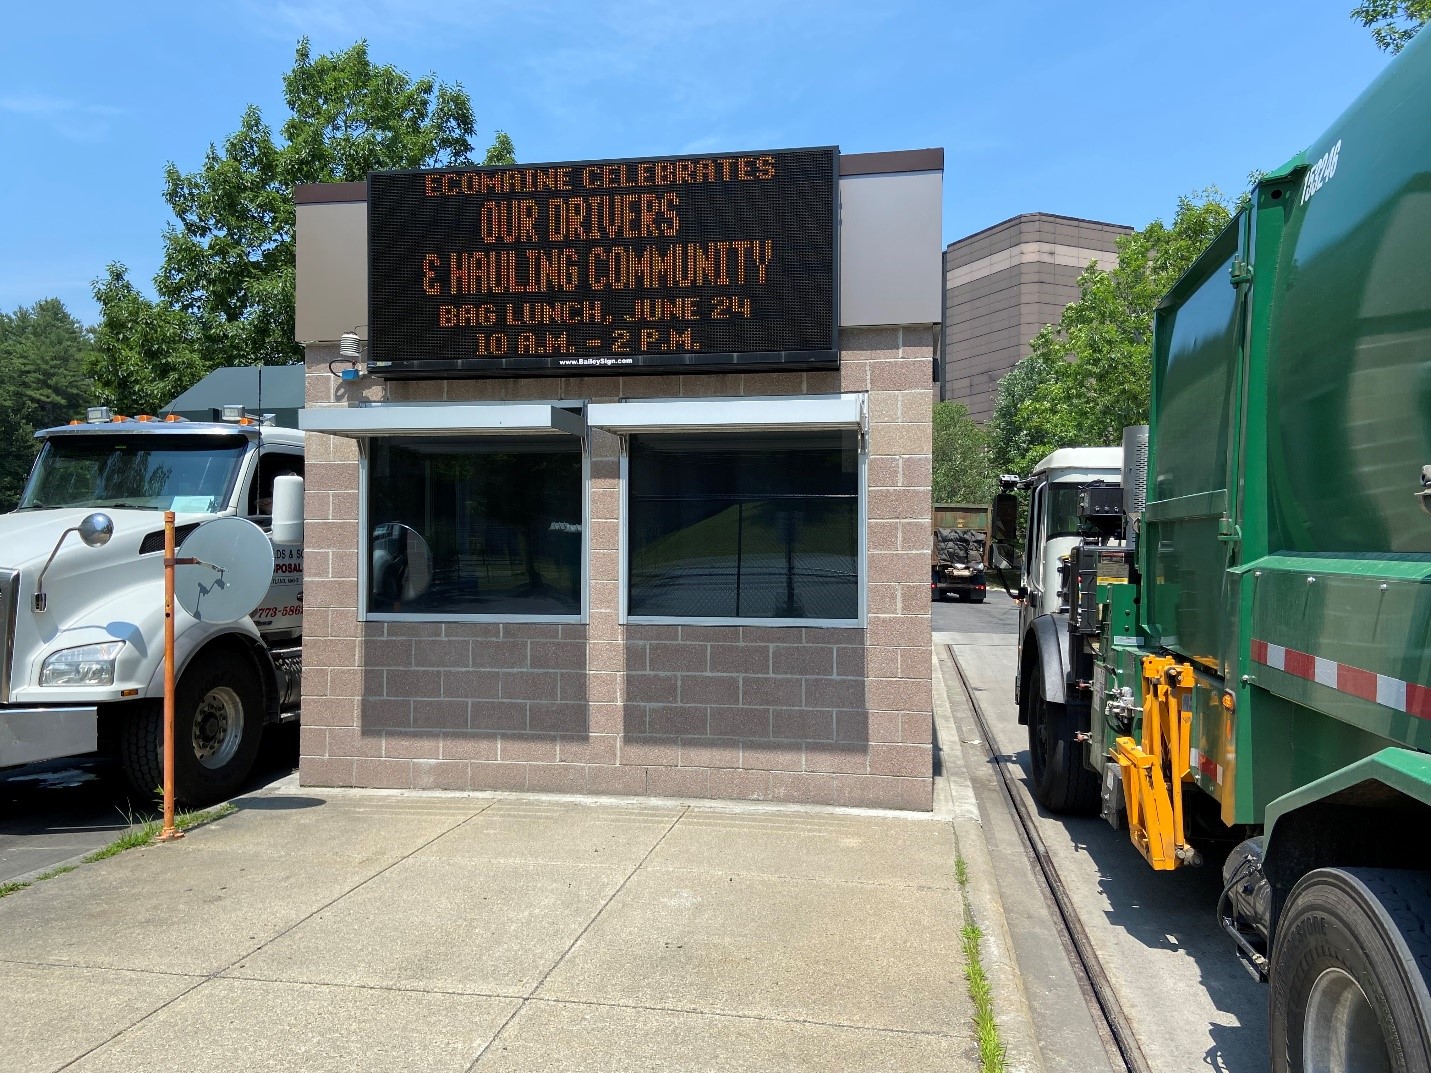 ECOMAINE CELEBRATES
OUR DRIVERS
& HAULING COMMUNITY
BAG LUNCH, JUNE 24
10 A.M. - 2 P.M.
www.BaileySign.com